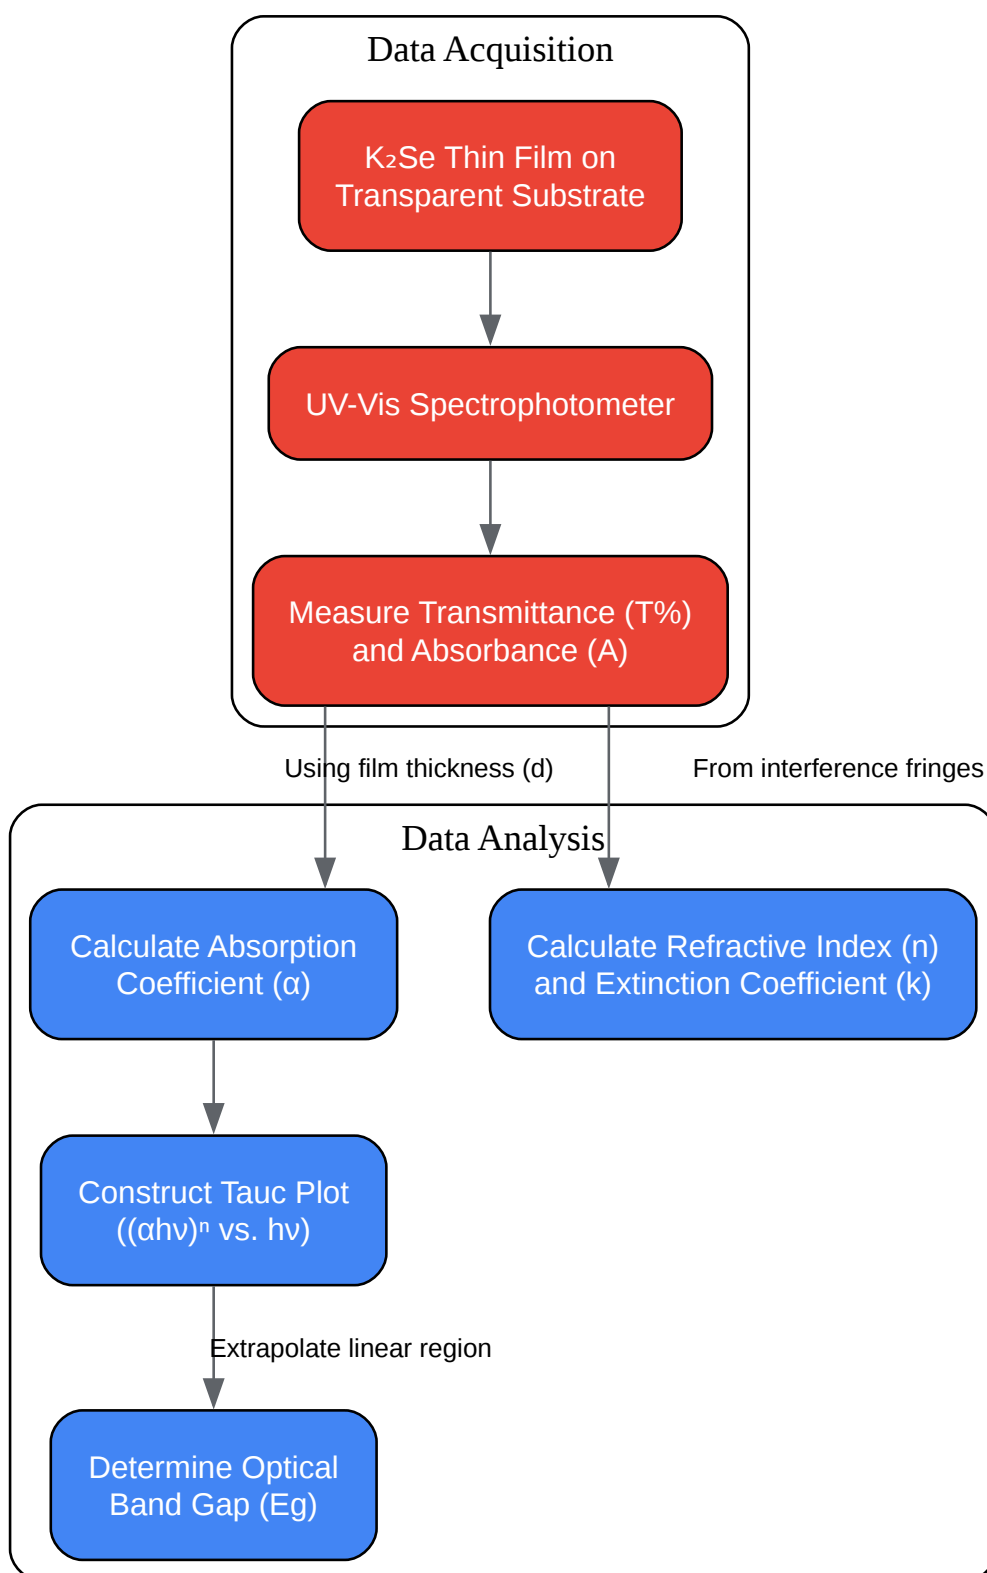 Data Acquisition
K₂Se Thin Film on
Transparent Substrate
UV-Vis Spectrophotometer
Measure Transmittance (T%)
and Absorbance (A)
Using film thickness (d)
From interference fringes
Data Analysis
Calculate Absorption
Coefficient (α)
Calculate Refractive Index (n)
and Extinction Coefficient (k)
Construct Tauc Plot
((αhν)ⁿ vs. hν)
Extrapolate linear region
Determine Optical
Band Gap (Eg)